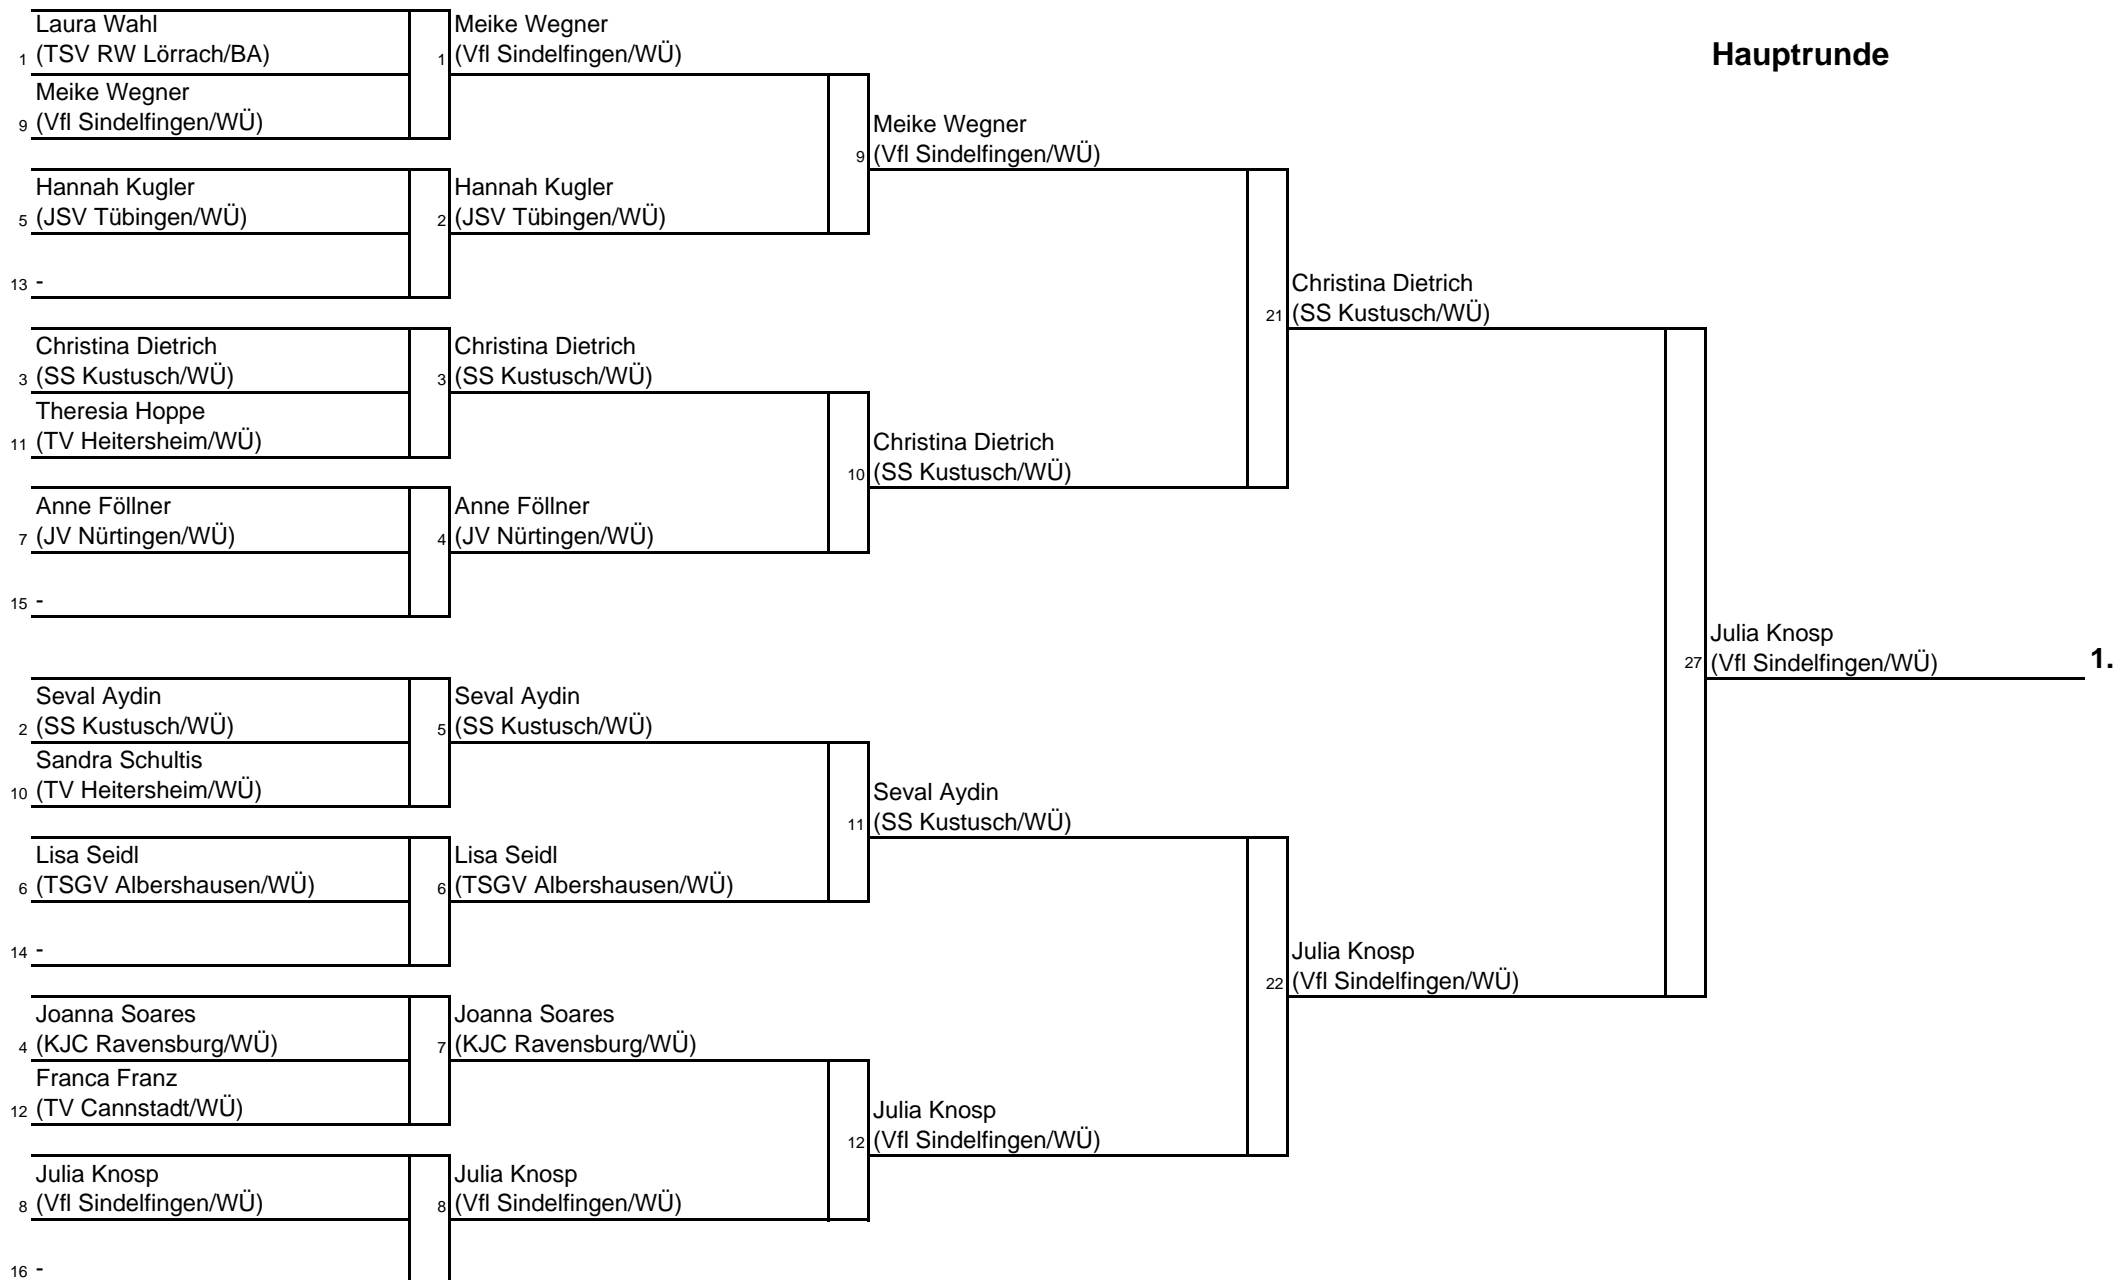 Hauptrunde
Laura Wahl
1 (TSV RW Lörrach/BA)
Meike Wegner
9 (Vfl Sindelfingen/WÜ)
Hannah Kugler
5 (JSV Tübingen/WÜ)
13 -
Christina Dietrich
3 (SS Kustusch/WÜ)
Theresia Hoppe
11 (TV Heitersheim/WÜ)
Anne Föllner
7 (JV Nürtingen/WÜ)
15 -
Seval Aydin
2 (SS Kustusch/WÜ)
Sandra Schultis
10 (TV Heitersheim/WÜ)
Lisa Seidl
6 (TSGV Albershausen/WÜ)
14 -
Joanna Soares
4 (KJC Ravensburg/WÜ)
Franca Franz
12 (TV Cannstadt/WÜ)
Julia Knosp
8 (Vfl Sindelfingen/WÜ)
16 -
Meike Wegner
1 (Vfl Sindelfingen/WÜ)
Hannah Kugler
2 (JSV Tübingen/WÜ)
Christina Dietrich
3 (SS Kustusch/WÜ)
Anne Föllner
4 (JV Nürtingen/WÜ)
Seval Aydin
5 (SS Kustusch/WÜ)
Lisa Seidl
6 (TSGV Albershausen/WÜ)
Joanna Soares
7 (KJC Ravensburg/WÜ)
Julia Knosp
8 (Vfl Sindelfingen/WÜ)
Meike Wegner
9 (Vfl Sindelfingen/WÜ)
Christina Dietrich
10 (SS Kustusch/WÜ)
Seval Aydin
11 (SS Kustusch/WÜ)
Julia Knosp
12 (Vfl Sindelfingen/WÜ)
Christina Dietrich
21 (SS Kustusch/WÜ)
Julia Knosp
22 (Vfl Sindelfingen/WÜ)
Julia Knosp
27 (Vfl Sindelfingen/WÜ) 1.